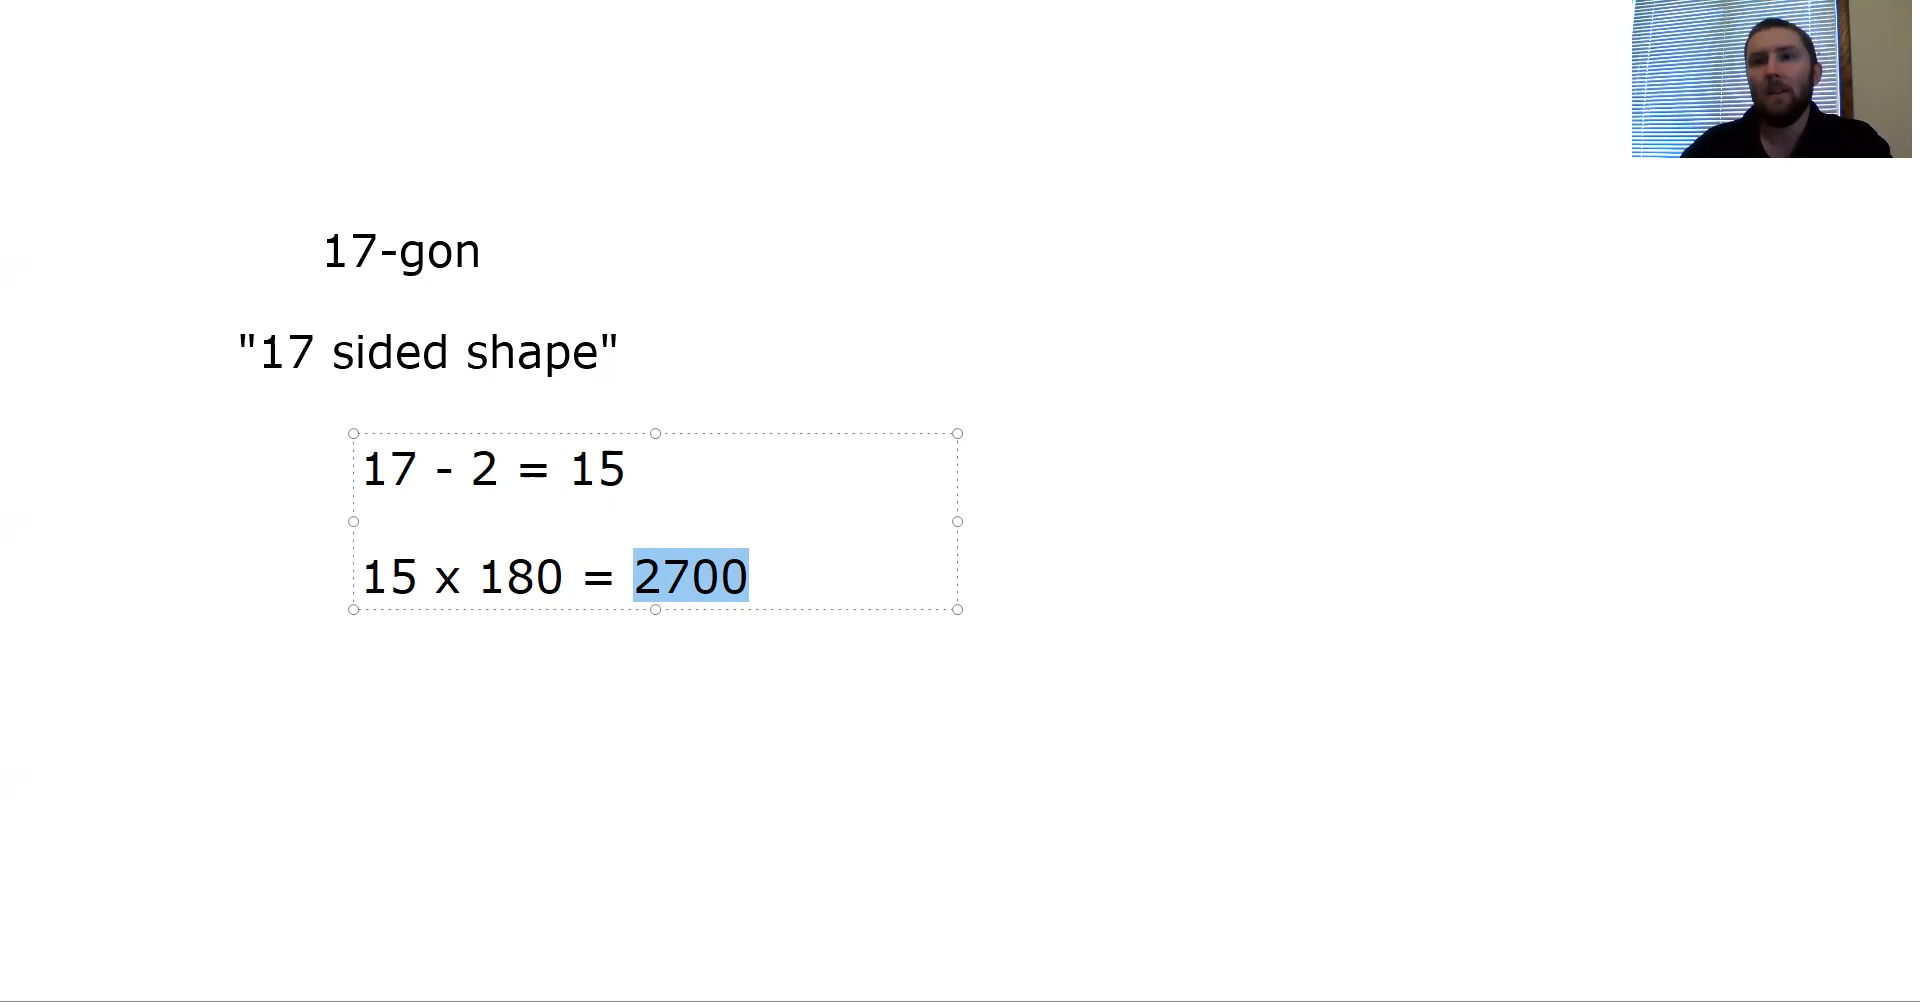 17-gon
"17 sided shape"
17 - 2 = 15
15 x 180 = 2700